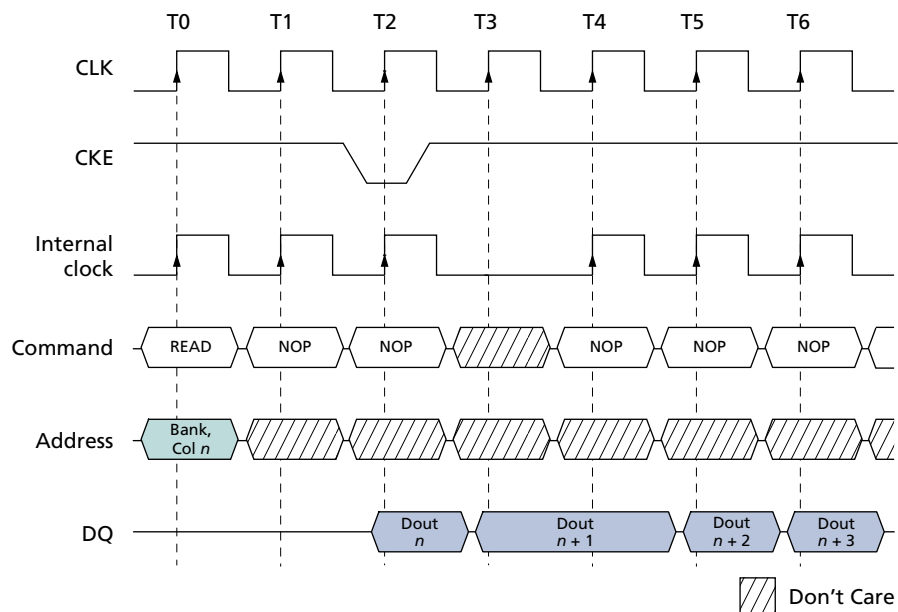 T0 T1 T2 T3 T4 T5 T6
CLK
CKE
Internal
clock
Command READ NOP NOP NOP NOP NOP
Address Bank,
Col n
DQ Dout
n
Dout
n + 1
Dout
n + 2
Dout
n + 3
Don't Care